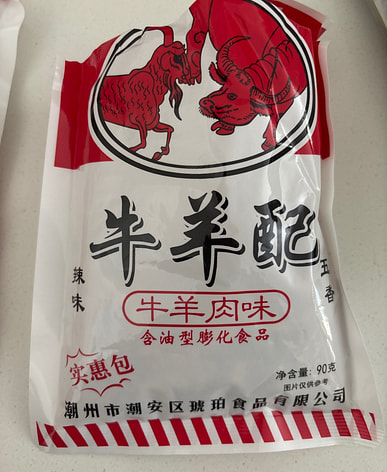 牛羊配
辣味
五香
牛羊肉味
含油型膨化食品
实惠包
净含量：90克
图片仅供参考
潮州市潮安区琥珀食品有限公司